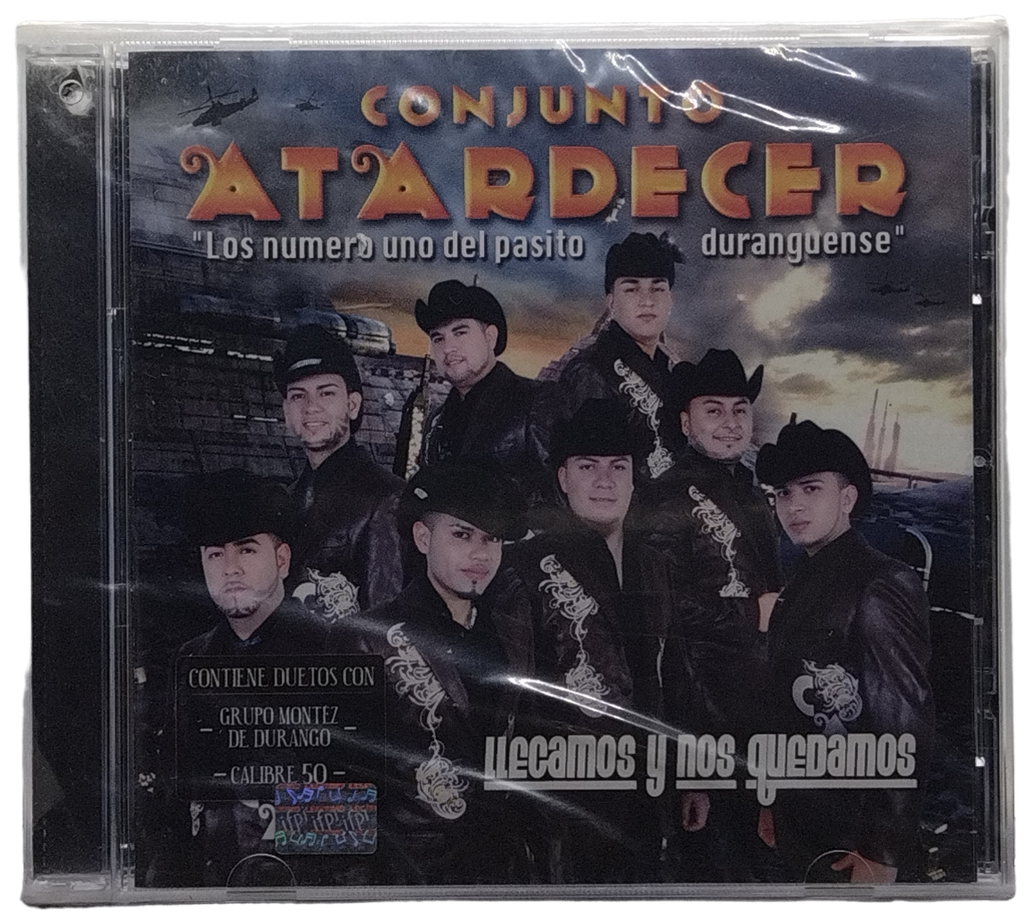 CONJUNTO
ATARDECER
"Los numero uno del pasito duranguense"
CONTIENE DUETOS CON
- GRUPO MONTEZ
DE DURANGO -
- CALIBRE 50 -
LLEGAMOS Y NOS QUEDAMOS